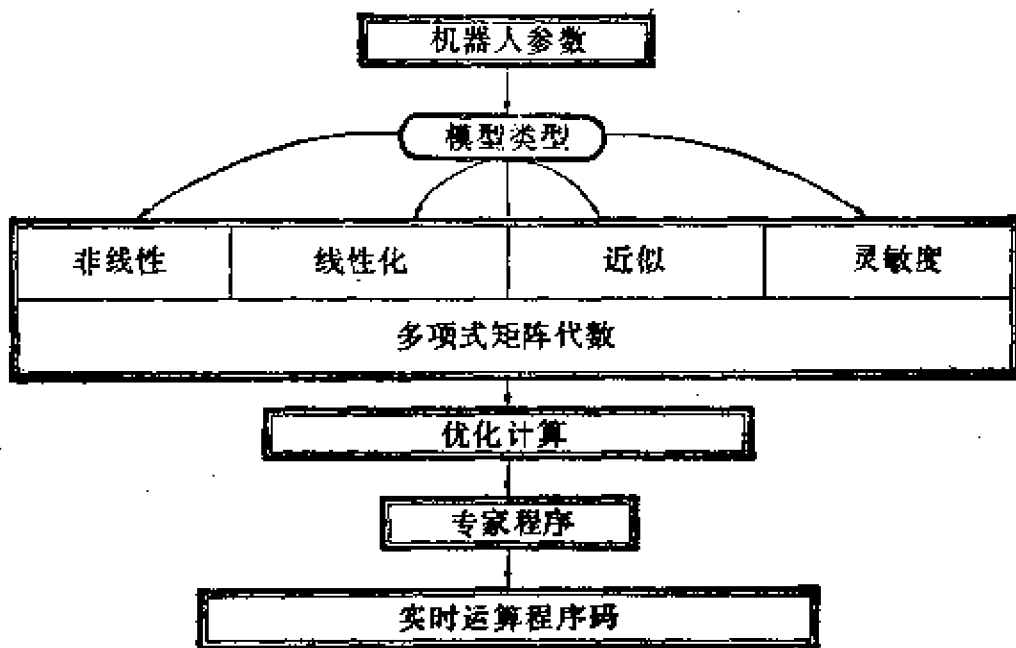 机器人参数
模型类型
非线性 线性化 近似 灵敏度
多项式矩阵代数
优化计算
专家程序
实时运算程序码